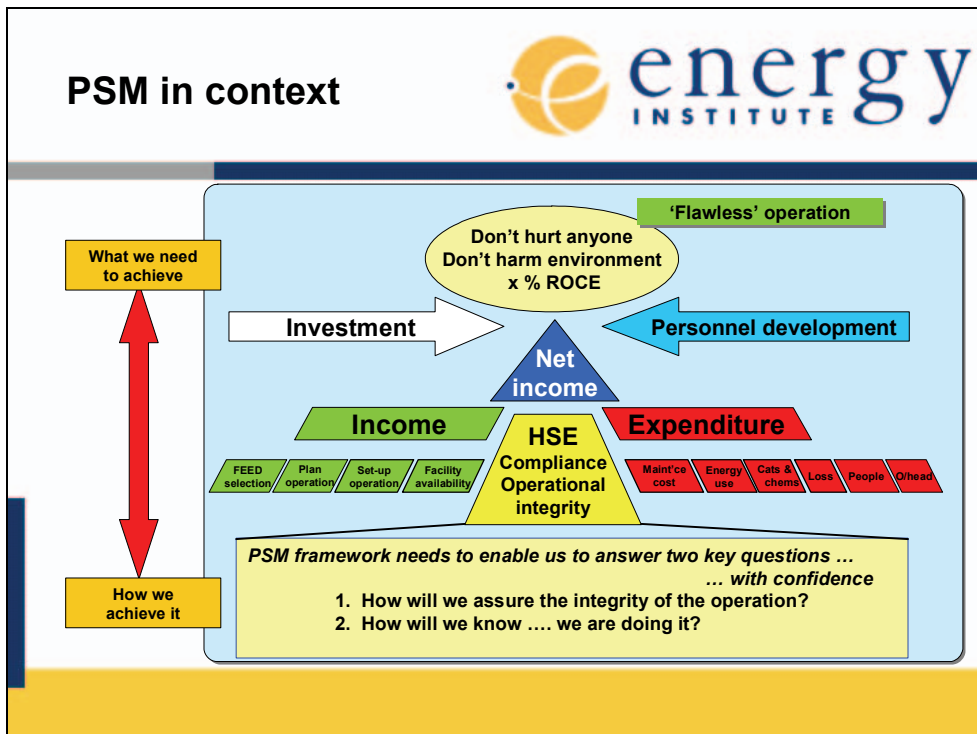 PSM in context
energy
INSTITUTE
'Flawless' operation
What we need
to achieve
Don't hurt anyone
Don't harm environment
x % ROCE
Investment
Personnel development
Net
income
Income
Expenditure
FEED
selection
Plan
operation
Set-up
operation
Facility
availability
HSE
Compliance
Operational
integrity
Maint'ce
cost
Energy
use
Cats &
chems
Loss
People
O/head
PSM framework needs to enable us to answer two key questions …
… with confidence
1. How will we assure the integrity of the operation?
2. How will we know …. we are doing it?
How we
achieve it